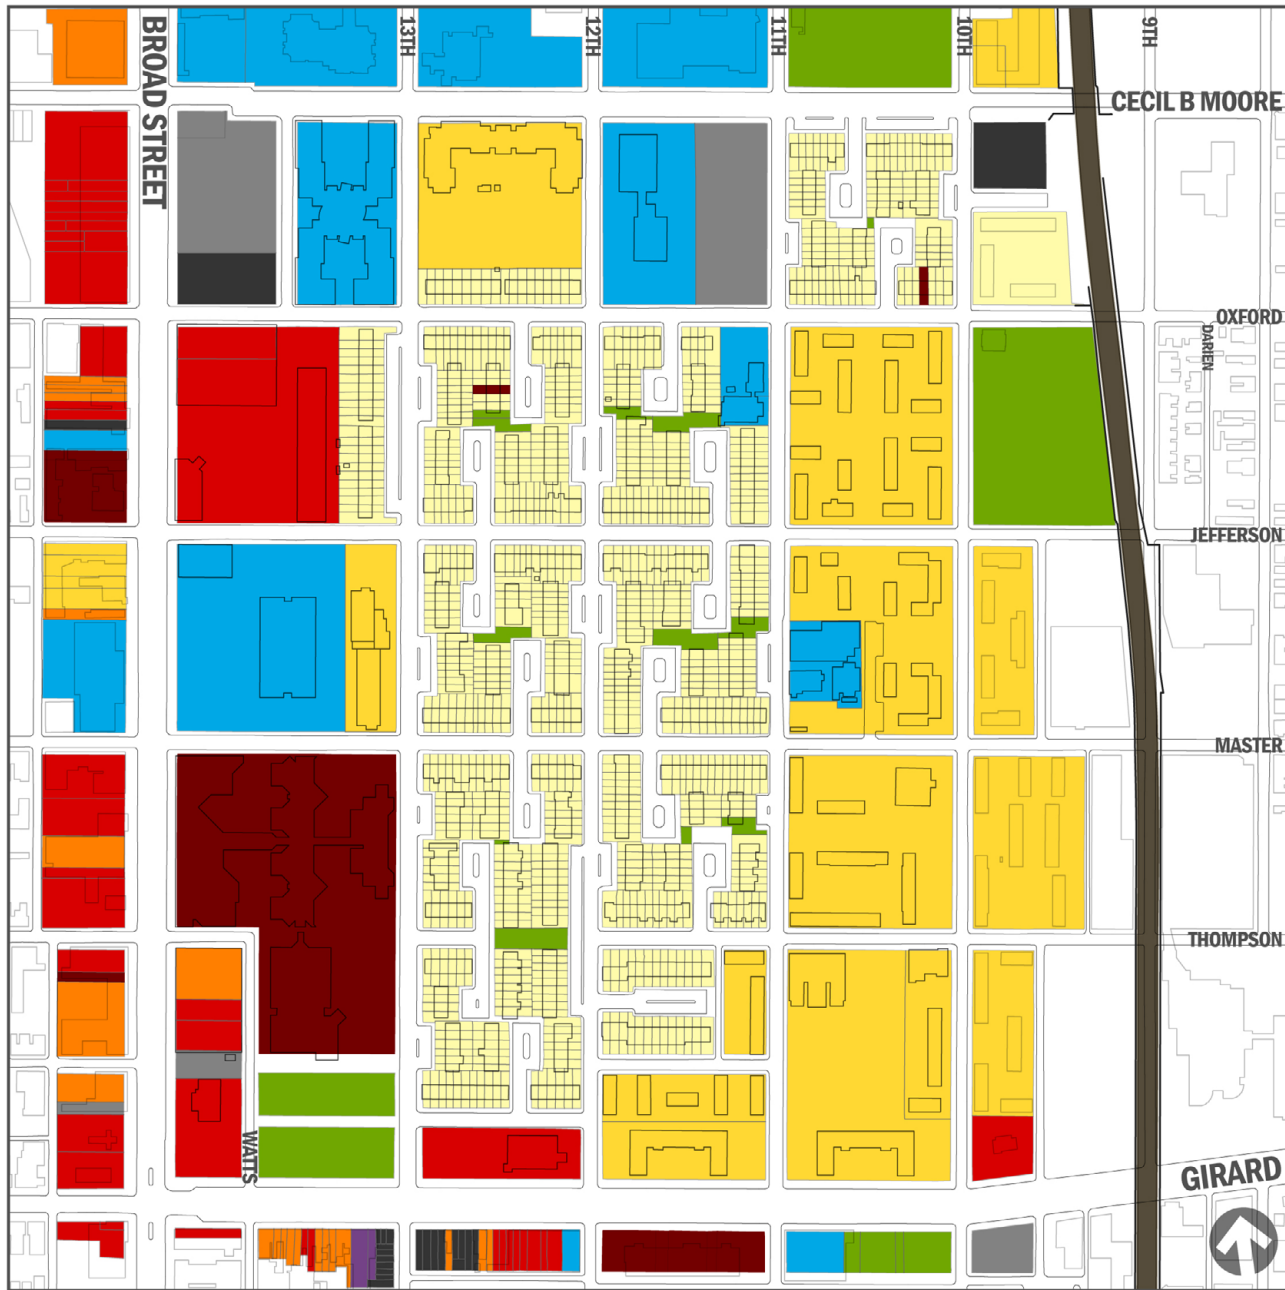 BROAD STREET
13TH
12TH
11TH
10TH
9TH
CECIL B MOORE
OXFORD
DARIEN
JEFFERSON
MASTER
THOMPSON
WATTS
GIRARD